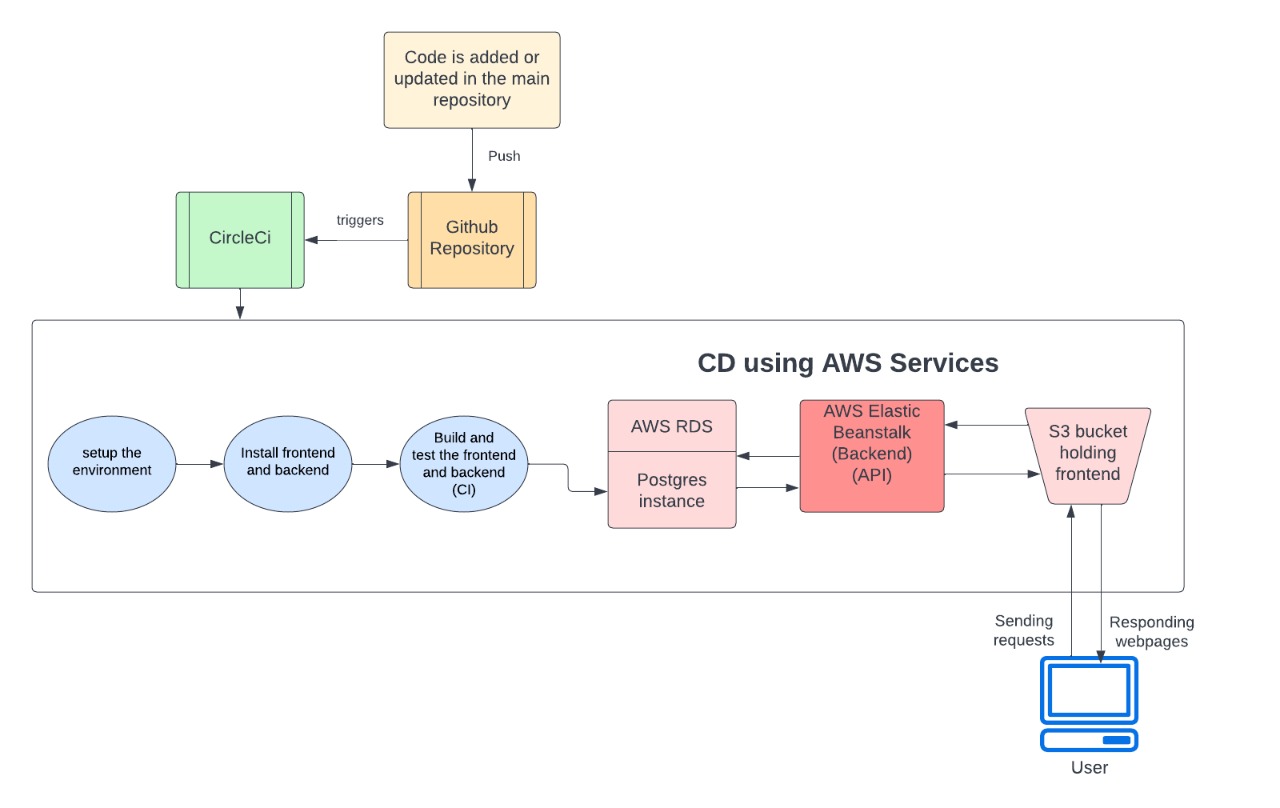 Code is added or
updated in the main
repository
Push
CircleCi
triggers
Github
Repository
CD using AWS Services
setup the
environment
Install frontend
and backend
Build and
test the frontend
and backend
(CI)
AWS RDS
Postgres
instance
AWS Elastic
Beanstalk
(Backend)
(API)
S3 bucket
holding
frontend
Sending
requests
Responding
webpages
User